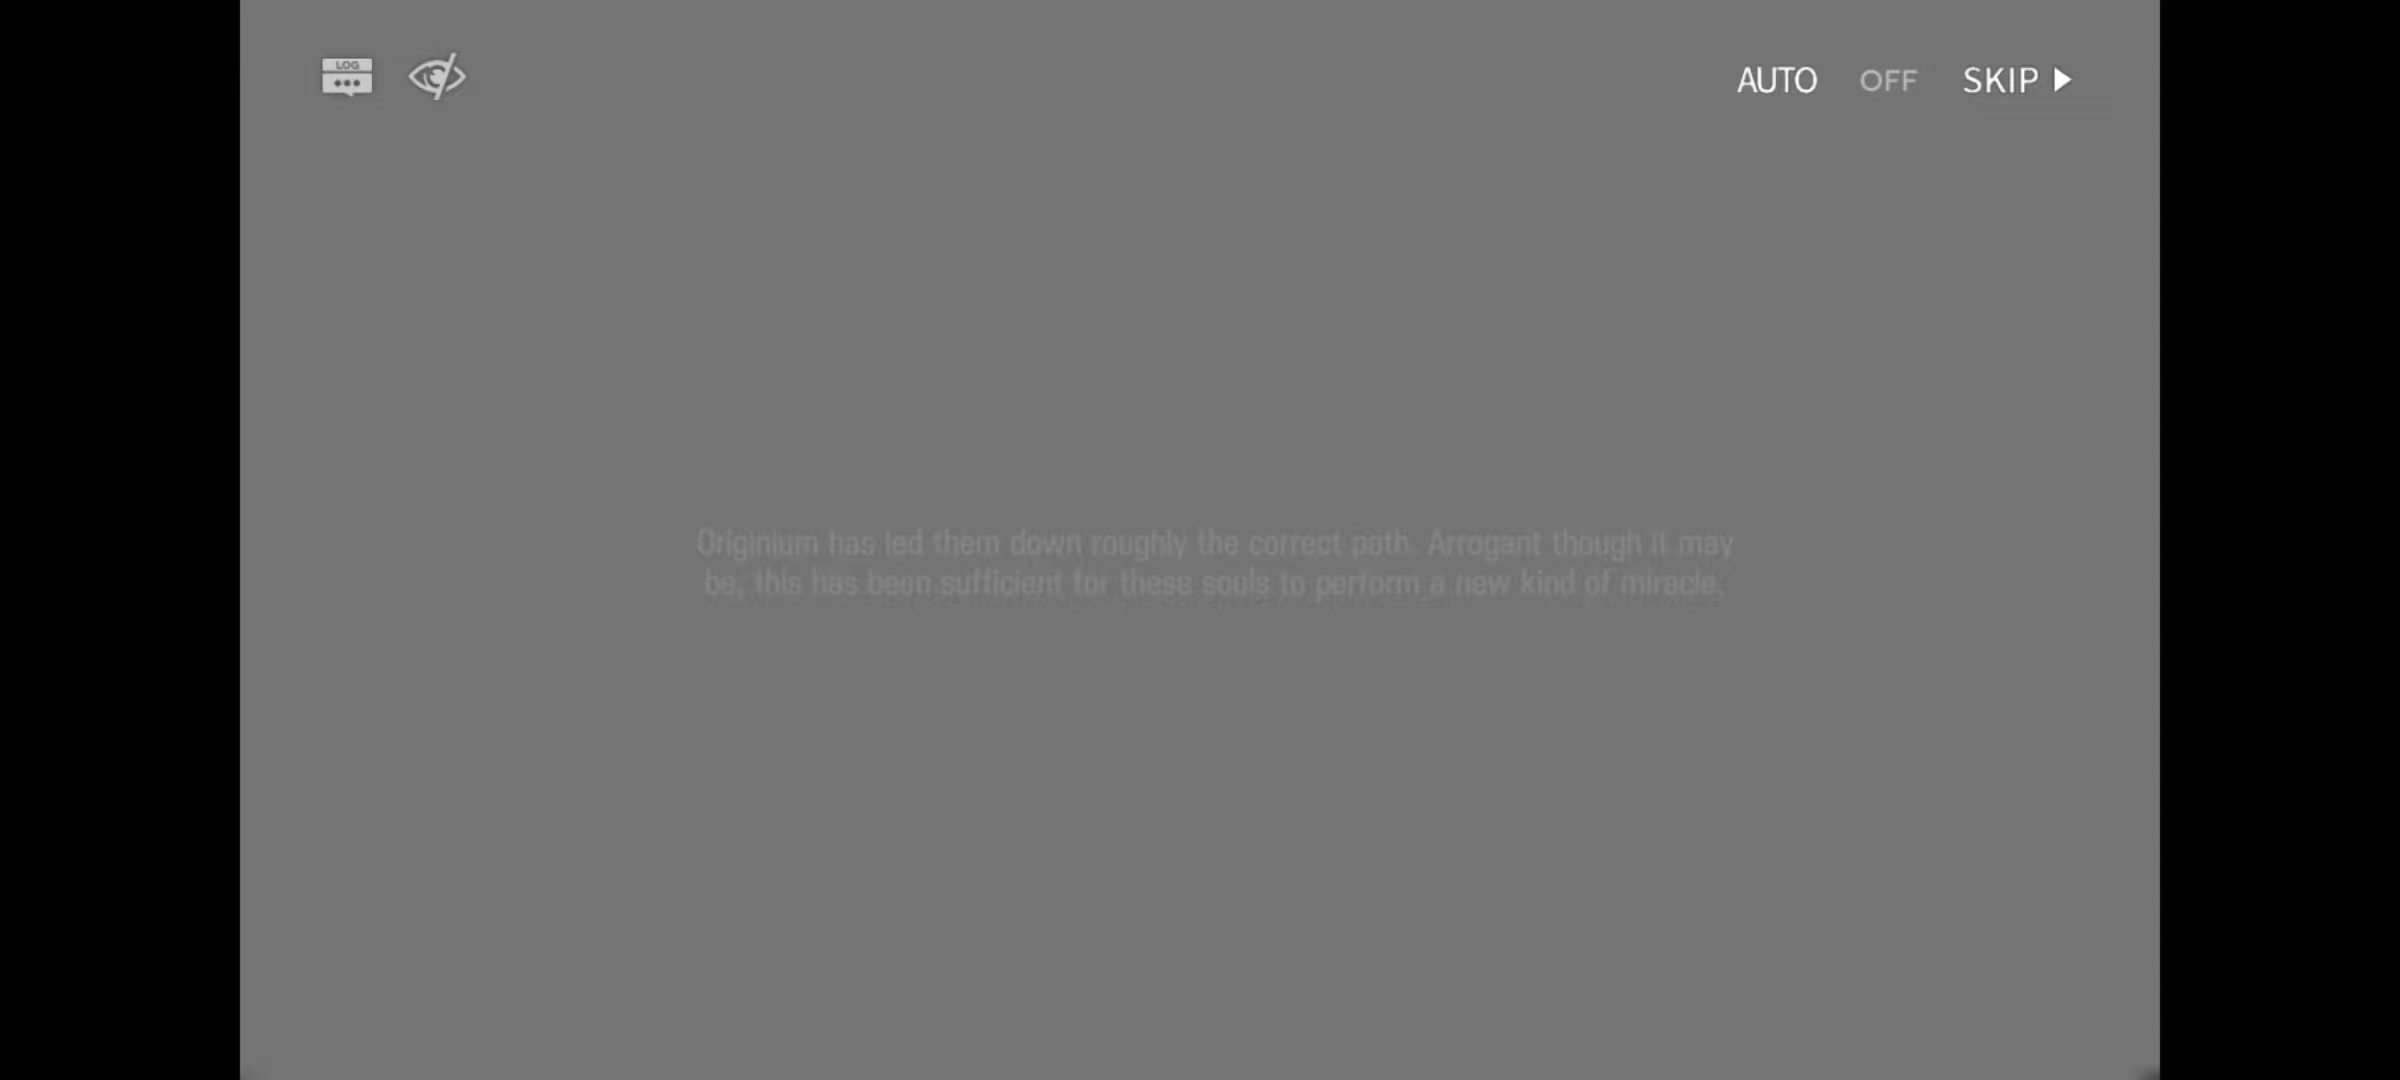 LOG
AUTO OFF SKIP
Originium has led them down roughly the correct path. Arrogant though it may
be, this has been sufficient for these souls to perform a new kind of miracle.